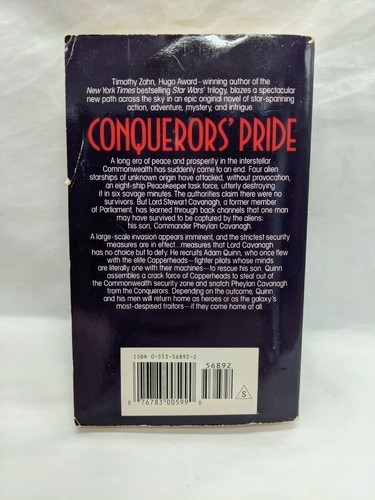 Timothy Zahn, Hugo Award–winning author of the
New York Times bestselling Star Wars® trilogy, blazes a spectacular
new path across the sky in an epic original novel of star-spanning
action, adventure, mystery, and intrigue.
CONQUERORS' PRIDE
A long era of peace and prosperity in the interstellar
Commonwealth has suddenly come to an end. Four alien
starships of unknown origin have attacked, without provocation,
an eight-ship Peacekeeper task force, utterly destroying
it in six savage minutes. The authorities claim there were no
survivors. But Lord Stewart Cavanagh, a former member
of Parliament, has learned through back channels that one man
may have survived to be captured by the aliens:
his son, Commander Pheylan Cavanagh.
A large-scale invasion appears imminent, and the strictest security
measures are in effect...measures that Lord Cavanagh
has no choice but to defy. He recruits Adam Quinn, who once flew
with the elite Copperheads—fighter pilots whose minds
are literally one with their machines—to rescue his son. Quinn
assembles a crack force of Copperheads to steal out of
the Commonwealth security zone and snatch Pheylan Cavanagh
from the Conquerors. Depending on the outcome, Quinn
and his men will return home as heroes or as the galaxy's
most-despised traitors—if they come home at all.
ISBN 0-553-56892-2
56892
0 76783 00599 0
S